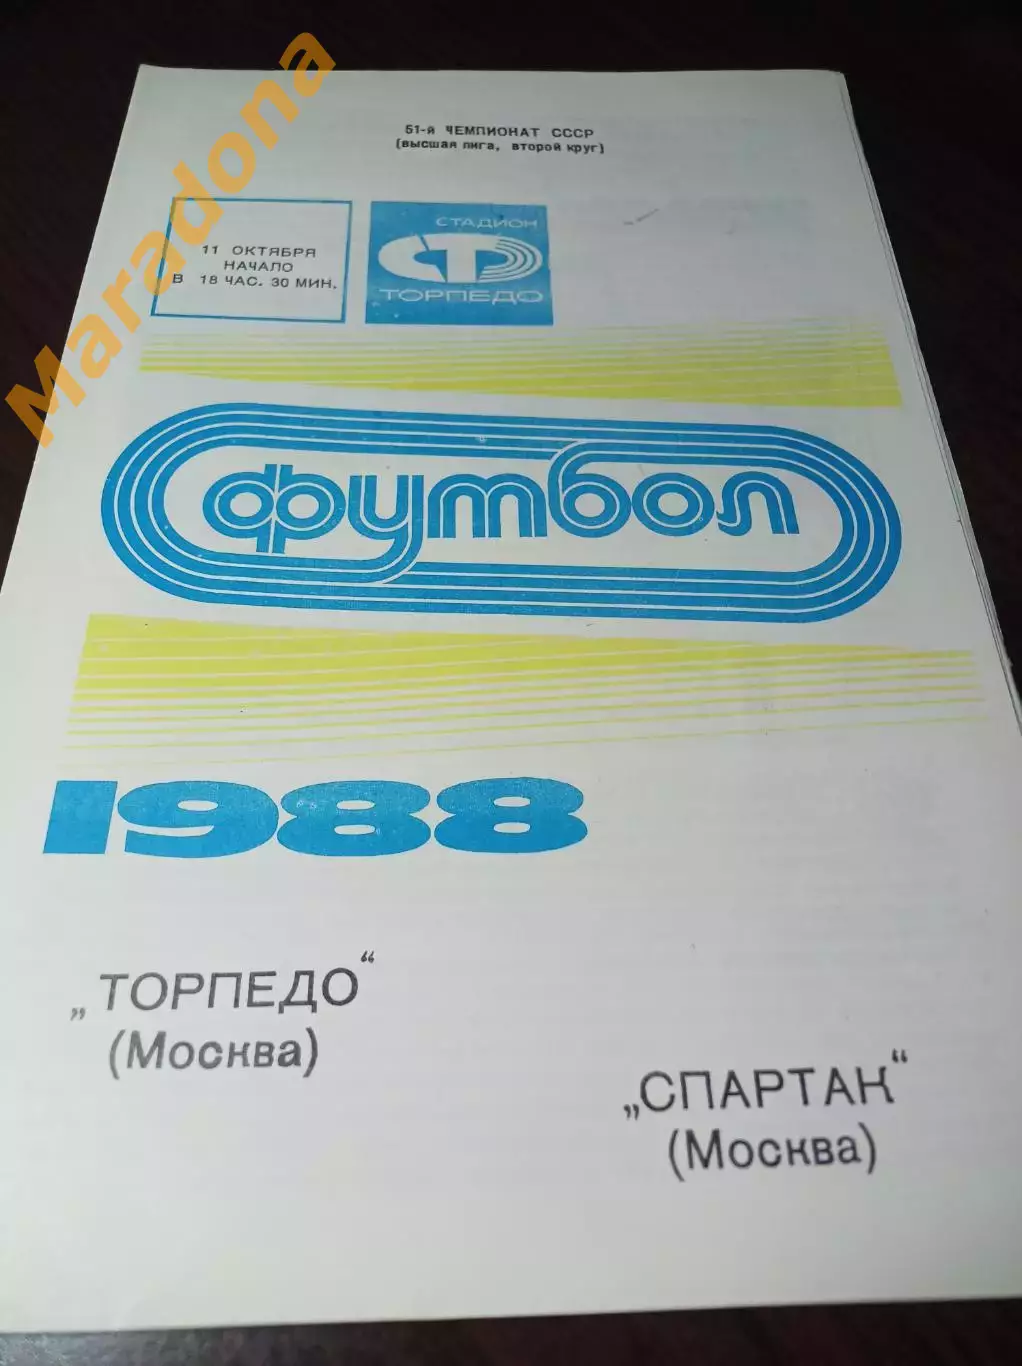 Maradona
51-й ЧЕМПИОНАТ СССР
(высшая лига, второй круг)
11 ОКТЯБРЯ
НАЧАЛО
В 18 ЧАС. 30 МИН.
СТАДИОН
СТ
ТОРПЕДО
футбол
1988
„ТОРПЕДО“
(Москва)
„СПАРТАК“
(Москва)